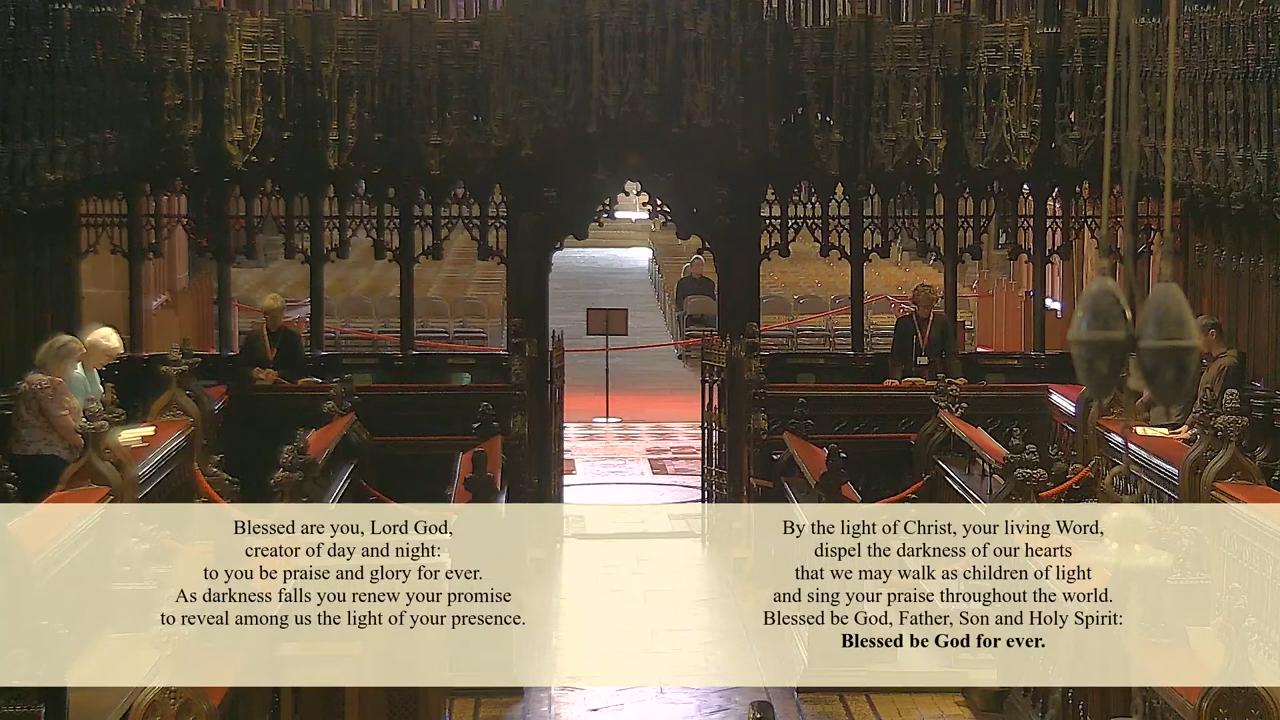 Blessed are you, Lord God,
creator of day and night:
to you be praise and glory for ever.
As darkness falls you renew your promise
to reveal among us the light of your presence.
By the light of Christ, your living Word,
dispel the darkness of our hearts
that we may walk as children of light
and sing your praise throughout the world.
Blessed be God, Father, Son and Holy Spirit:
Blessed be God for ever.